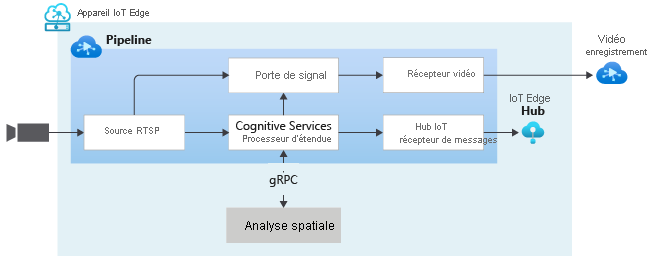 Appareil IoT Edge
Pipeline
Vidéo
enregistrement
Porte de signal
Récepteur vidéo
IoT Edge
Hub
Source RTSP
Cognitive Services
Processeur d'étendue
Hub IoT
récepteur de messages
gRPC
Analyse spatiale